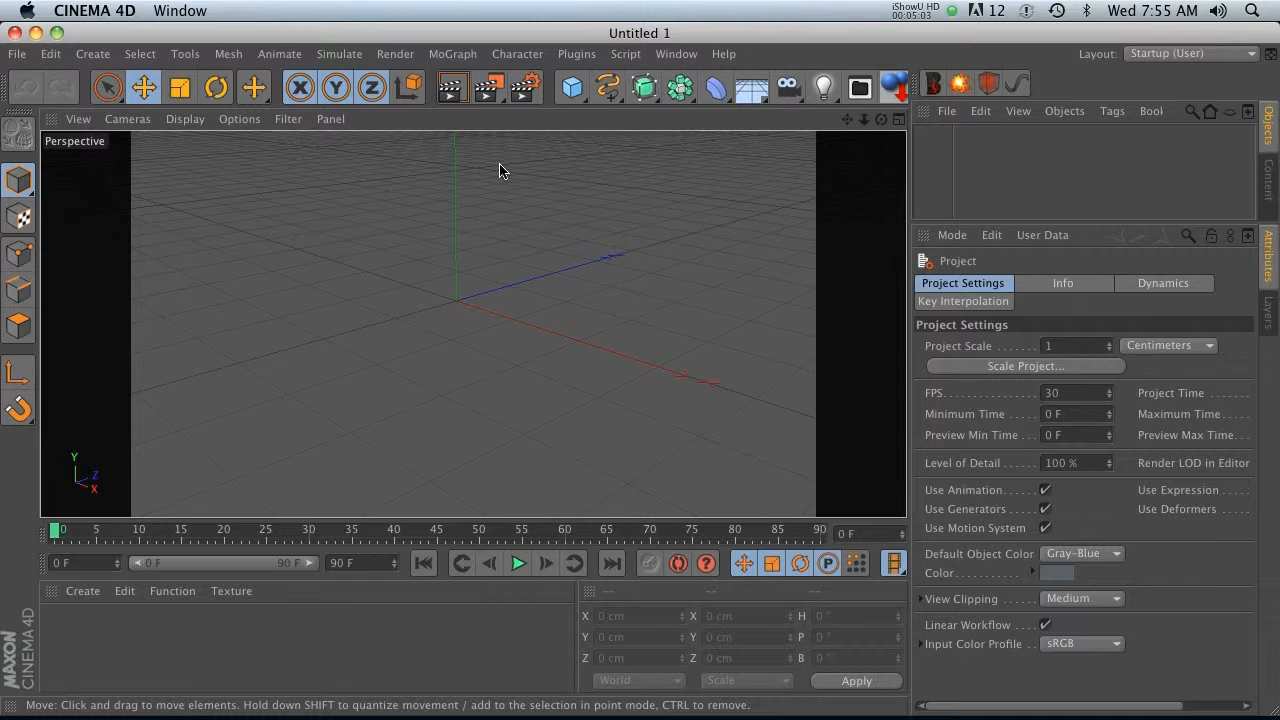 CINEMA 4D Window
iShowU HD
00:05:03
12
Wed 7:55 AM
Untitled 1
File Edit Create Select Tools Mesh Animate Simulate Render MoGraph Character Plugins Script Window Help
Layout: Startup (User)
View Cameras Display Options Filter Panel
Perspective
Y
Z
X
File Edit View Objects Tags Bool
Objects
Content
Mode Edit User Data
Attributes
Layers
Project
Project Settings Info Dynamics
Key Interpolation
Project Settings
Project Scale 1 Centimeters
Scale Project...
FPS 30 Project Time
Minimum Time 0 F Maximum Time
Preview Min Time 0 F Preview Max Time
Level of Detail 100 % Render LOD in Editor
Use Animation Use Expression
Use Generators Use Deformers
Use Motion System
Default Object Color Gray-Blue
Color
View Clipping Medium
Linear Workflow
Input Color Profile sRGB
0 5 10 15 20 25 30 35 40 45 50 55 60 65 70 75 80 85 90 0 F
0 F 0 F 90 F 90 F P
Create Edit Function Texture
-- -- --
X 0 cm X 0 cm H 0 °
Y 0 cm Y 0 cm P 0 °
Z 0 cm Z 0 cm B 0 °
World Scale Apply
MAXON
CINEMA 4D
Move: Click and drag to move elements. Hold down SHIFT to quantize movement / add to the selection in point mode, CTRL to remove.